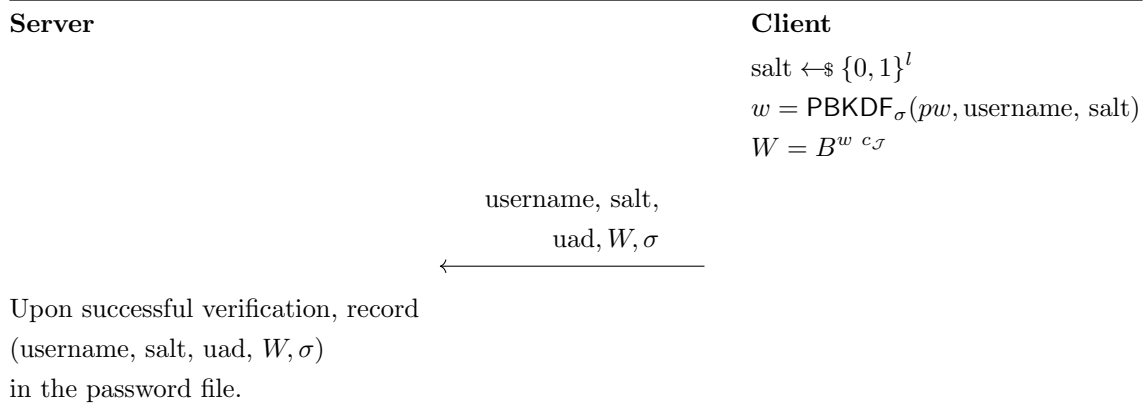 Server Client
salt ←$ {0, 1}^l
w = PBKDF_σ(pw, username, salt)
W = B^{w c_𝒥}
username, salt,
uad, W, σ
Upon successful verification, record
(username, salt, uad, W, σ)
in the password file.